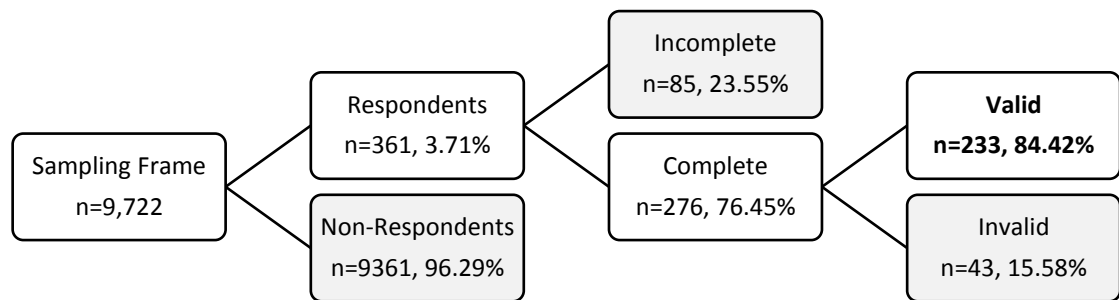 Sampling Frame
n=9,722
Respondents
n=361, 3.71%
Non-Respondents
n=9361, 96.29%
Incomplete
n=85, 23.55%
Complete
n=276, 76.45%
Valid
n=233, 84.42%
Invalid
n=43, 15.58%